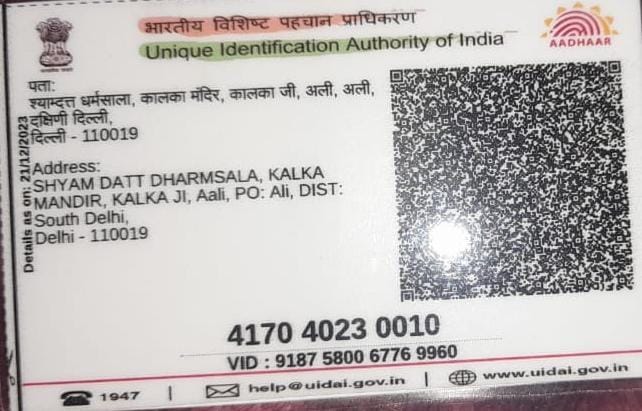 भारतीय विशिष्ट पहचान प्राधिकरण
Unique Identification Authority of India
AADHAAR
पता:
श्यामदत्त धर्मसाला, कालका मंदिर, कालका जी, अली, अली,
दक्षिणी दिल्ली,
दिल्ली - 110019
Address:
SHYAM DATT DHARMSALA, KALKA
MANDIR, KALKA JI, Aali, PO: Ali, DIST:
South Delhi,
Delhi - 110019
Details as on: 21/12/2023
4170 4023 0010
VID : 9187 5800 6776 9960
1947 | help@uidai.gov.in | www.uidai.gov.in